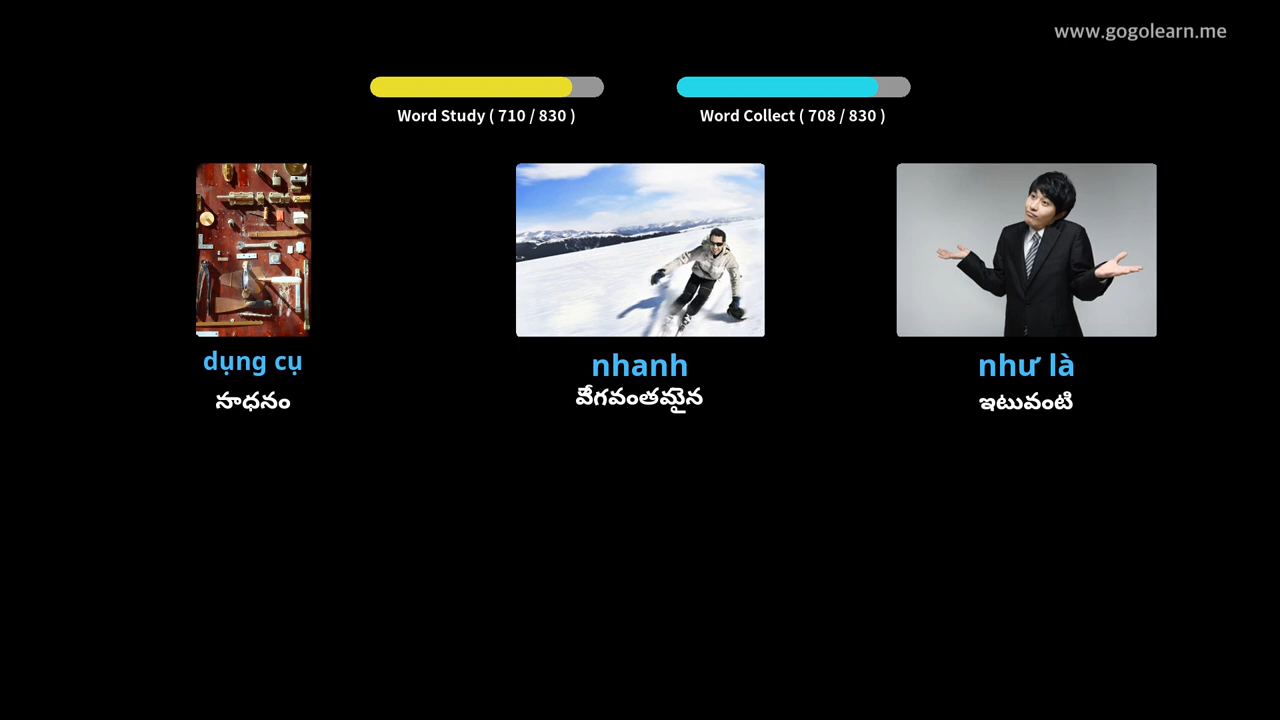 www.gogolearn.me
Word Study ( 710 / 830 )
Word Collect ( 708 / 830 )
dụng cụ
nhanh
như là
సాధనం
వేగవంతమైన
ఇటువంటి